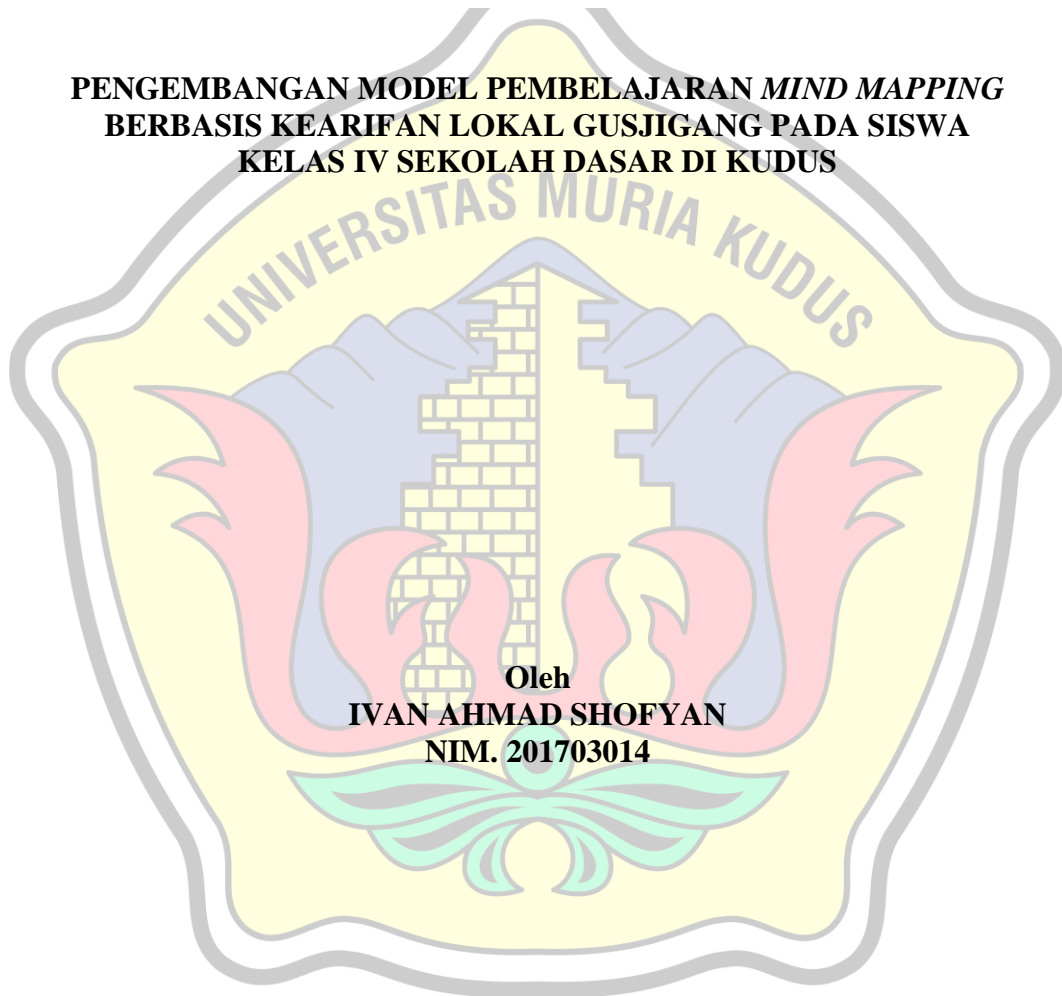 PENGEMBANGAN MODEL PEMBELAJARAN MIND MAPPING
BERBASIS KEARIFAN LOKAL GUSJIGANG PADA SISWA
KELAS IV SEKOLAH DASAR DI KUDUS
UNIVERSITAS MURIA KUDUS
Oleh
IVAN AHMAD SHOFYAN
NIM. 201703014